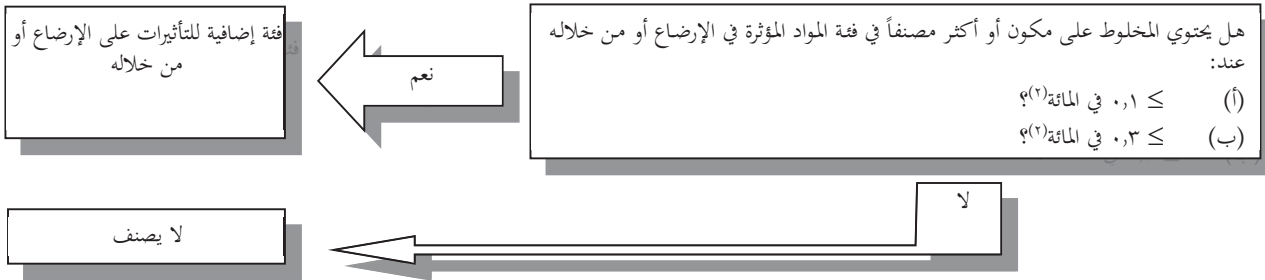 هل يحتوي المخلوط على مكون أو أكثر مصنفاً في فئة المواد المؤثرة في الإرضاع أو من خلاله
عند:
(أ) ≥ ٠,١ في المائة(٢)؟
(ب) ≥ ٠,٣ في المائة(٢)؟
نعم
فئة إضافية للتأثيرات على الإرضاع أو
من خلاله
لا
لا يصنف